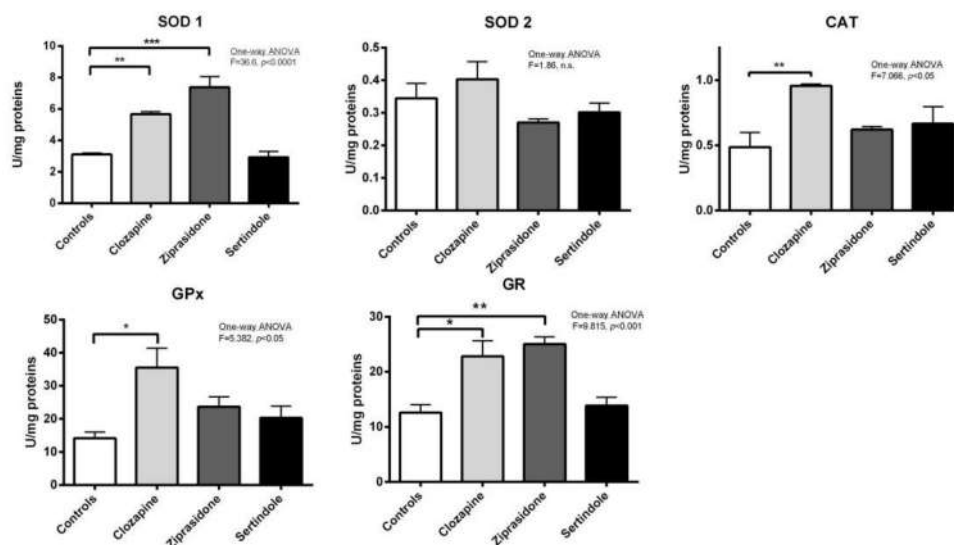 SOD 1
U/mg proteins
10
8
6
4
2
0
**
***
One-way ANOVA
F=36.6, p<0.0001
Controls
Clozapine
Ziprasidone
Sertindole
SOD 2
U/mg proteins
0.5
0.4
0.3
0.2
0.1
0.0
One-way ANOVA
F=1.86, n.s.
Controls
Clozapine
Ziprasidone
Sertindole
CAT
U/mg proteins
1.0
0.5
0.0
**
One-way ANOVA
F=7.066, p<0.05
Controls
Clozapine
Ziprasidone
Sertindole
GPx
U/mg proteins
50
40
30
20
10
0
*
One-way ANOVA
F=5.382, p<0.05
Controls
Clozapine
Ziprasidone
Sertindole
GR
U/mg proteins
30
20
10
0
**
*
One-way ANOVA
F=9.815, p<0.001
Controls
Clozapine
Ziprasidone
Sertindole